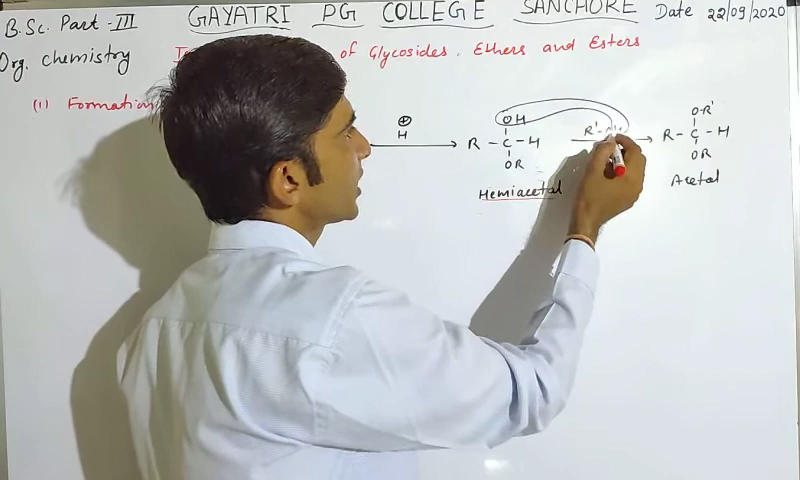 B.Sc. Part - III GAYATRI PG COLLEGE SANCHORE Date 22/09/2020
Org. chemistry of Glycosides, Ethers and Esters
(1) Formation
⊕
H
OH
R - C - H
OR
Hemiacetal
R'-
O-R'
R - C - H
OR
Acetal